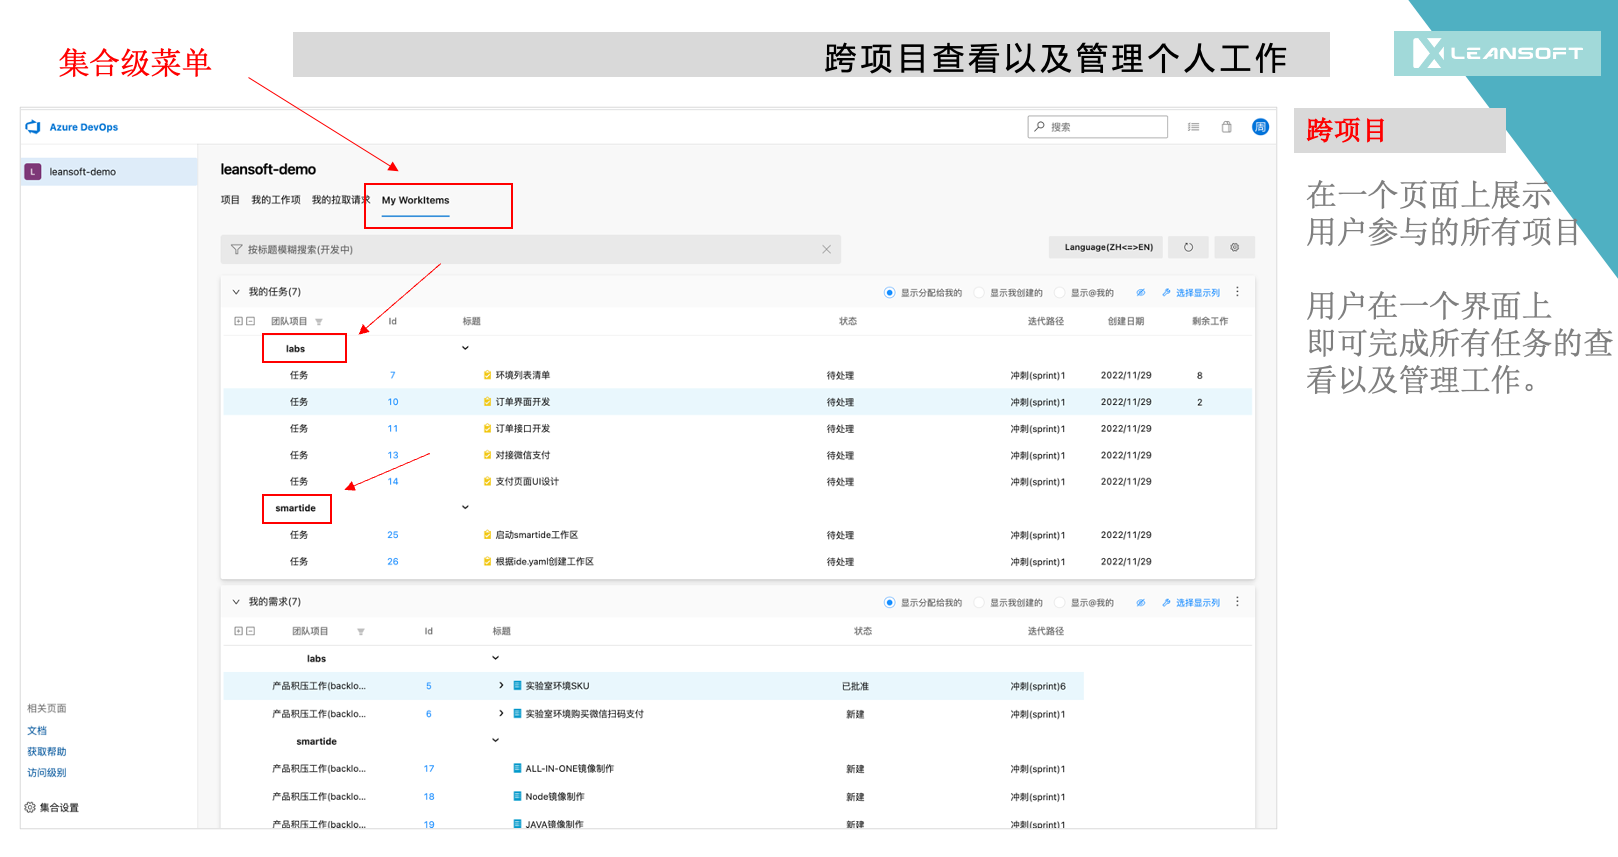 集合级菜单
跨项目查看以及管理个人工作
LEANSOFT
Azure DevOps
搜索
周
跨项目
在一个页面上展示
用户参与的所有项目
用户在一个界面上
即可完成所有任务的查
看以及管理工作。
L leansoft-demo
leansoft-demo
项目 我的工作项 我的拉取请求 My WorkItems
按标题模糊搜索(开发中)
Language(ZH<=>EN)
我的任务(7) 显示分配给我的 显示我创建的 显示@我的 选择显示列
团队项目 Id 标题 状态 迭代路径 创建日期 剩余工作
labs
任务 7 环境列表清单 待处理 冲刺(sprint)1 2022/11/29 8
任务 10 订单界面开发 待处理 冲刺(sprint)1 2022/11/29 2
任务 11 订单接口开发 待处理 冲刺(sprint)1 2022/11/29
任务 13 对接微信支付 待处理 冲刺(sprint)1 2022/11/29
任务 14 支付页面UI设计 待处理 冲刺(sprint)1 2022/11/29
smartide
任务 25 启动smartide工作区 待处理 冲刺(sprint)1 2022/11/29
任务 26 根据ide.yaml创建工作区 待处理 冲刺(sprint)1 2022/11/29
我的需求(7) 显示分配给我的 显示我创建的 显示@我的 选择显示列
团队项目 Id 标题 状态 迭代路径
labs
产品积压工作(backlo... 5 实验室环境SKU 已批准 冲刺(sprint)6
产品积压工作(backlo... 6 实验室环境购买微信扫码支付 新建 冲刺(sprint)1
smartide
产品积压工作(backlo... 17 ALL-IN-ONE镜像制作 新建 冲刺(sprint)1
产品积压工作(backlo... 18 Node镜像制作 新建 冲刺(sprint)1
产品积压工作(backlo... 19 JAVA镜像制作 新建 冲刺(sprint)1
相关页面
文档
获取帮助
访问级别
集合设置